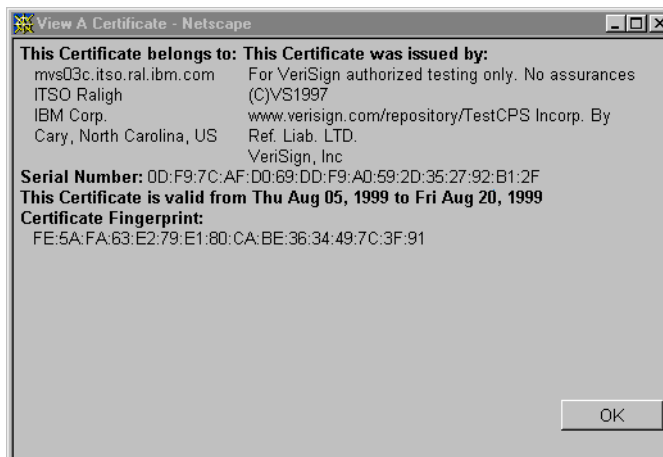 View A Certificate - Netscape
This Certificate belongs to: This Certificate was issued by:
mvs03c.itso.ral.ibm.com For VeriSign authorized testing only. No assurances
ITSO Raligh (C)VS1997
IBM Corp. www.verisign.com/repository/TestCPS Incorp. By
Cary, North Carolina, US Ref. Liab. LTD.
VeriSign, Inc
Serial Number: 0D:F9:7C:AF:D0:69:DD:F9:A0:59:2D:35:27:92:B1:2F
This Certificate is valid from Thu Aug 05, 1999 to Fri Aug 20, 1999
Certificate Fingerprint:
FE:5A:FA:63:E2:79:E1:80:CA:BE:36:34:49:7C:3F:91
OK